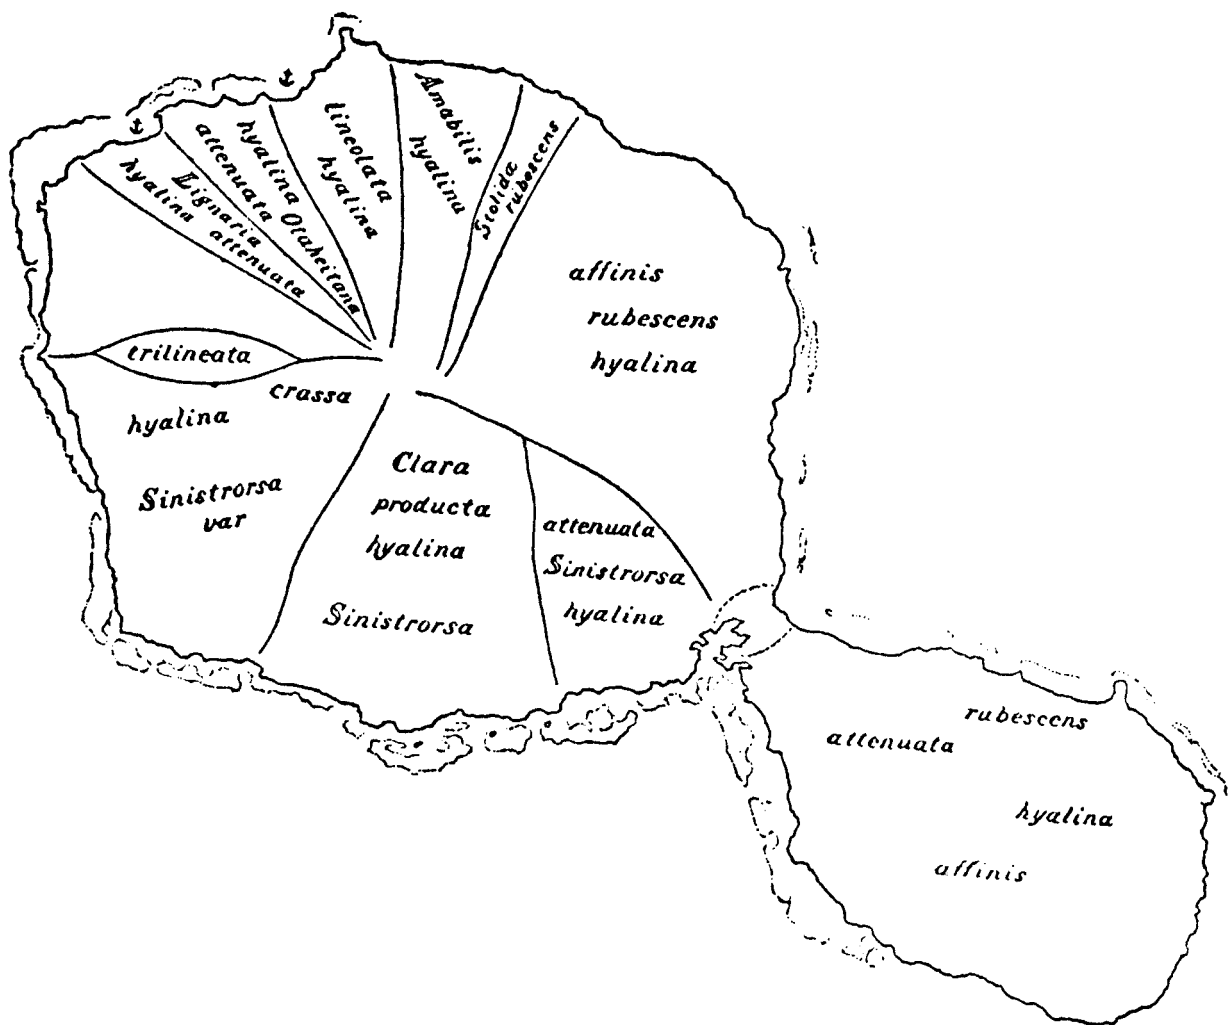 hyalina attenuata
Lignaria
attenuata
hyalina Otaheitana
lineolata
hyalina
Amabilis
hyalina
Stolida
rubescens
affinis
rubescens
hyalina
trilineata
crassa
hyalina
Sinistrorsa
var
Clara
producta
hyalina
Sinistrorsa
attenuata
Sinistrorsa
hyalina
rubescens
attenuata
hyalina
affinis